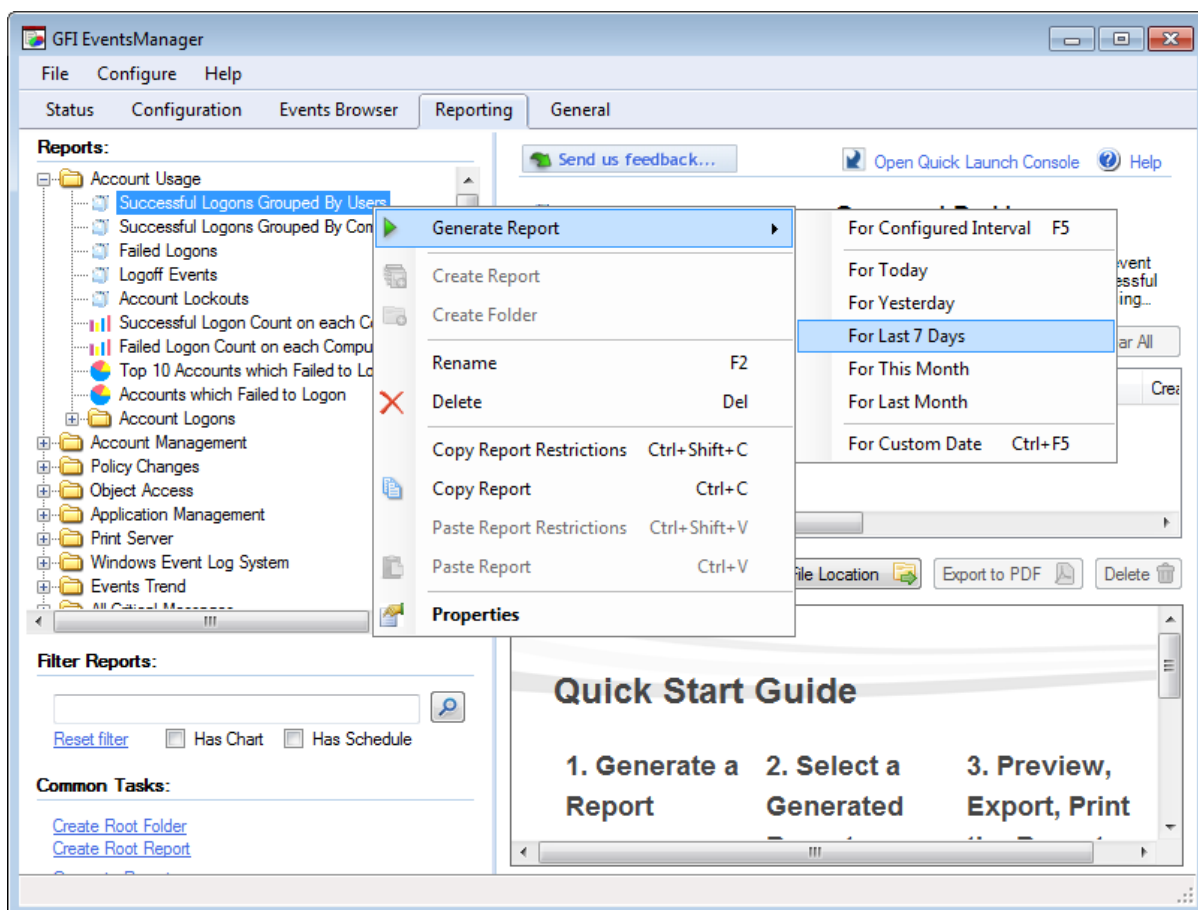 GFI EventsManager
File Configure Help
Status Configuration Events Browser Reporting General
Reports:
Account Usage
Successful Logons Grouped By Users
Successful Logons Grouped By Com
Failed Logons
Logoff Events
Account Lockouts
Successful Logon Count on each C
Failed Logon Count on each Compu
Top 10 Accounts which Failed to Lo
Accounts which Failed to Logon
Account Logons
Account Management
Policy Changes
Object Access
Application Management
Print Server
Windows Event Log System
Events Trend
Filter Reports:
Reset filter Has Chart Has Schedule
Common Tasks:
Create Root Folder
Create Root Report
Send us feedback...
Open Quick Launch Console Help
Generate Report
Create Report
Create Folder
Rename F2
Delete Del
Copy Report Restrictions Ctrl+Shift+C
Copy Report Ctrl+C
Paste Report Restrictions Ctrl+Shift+V
Paste Report Ctrl+V
Properties
For Configured Interval F5
For Today
For Yesterday
For Last 7 Days
For This Month
For Last Month
For Custom Date Ctrl+F5
ar All
Crea
File Location Export to PDF Delete
Quick Start Guide
1. Generate a
Report
2. Select a
Generated
3. Preview,
Export, Print